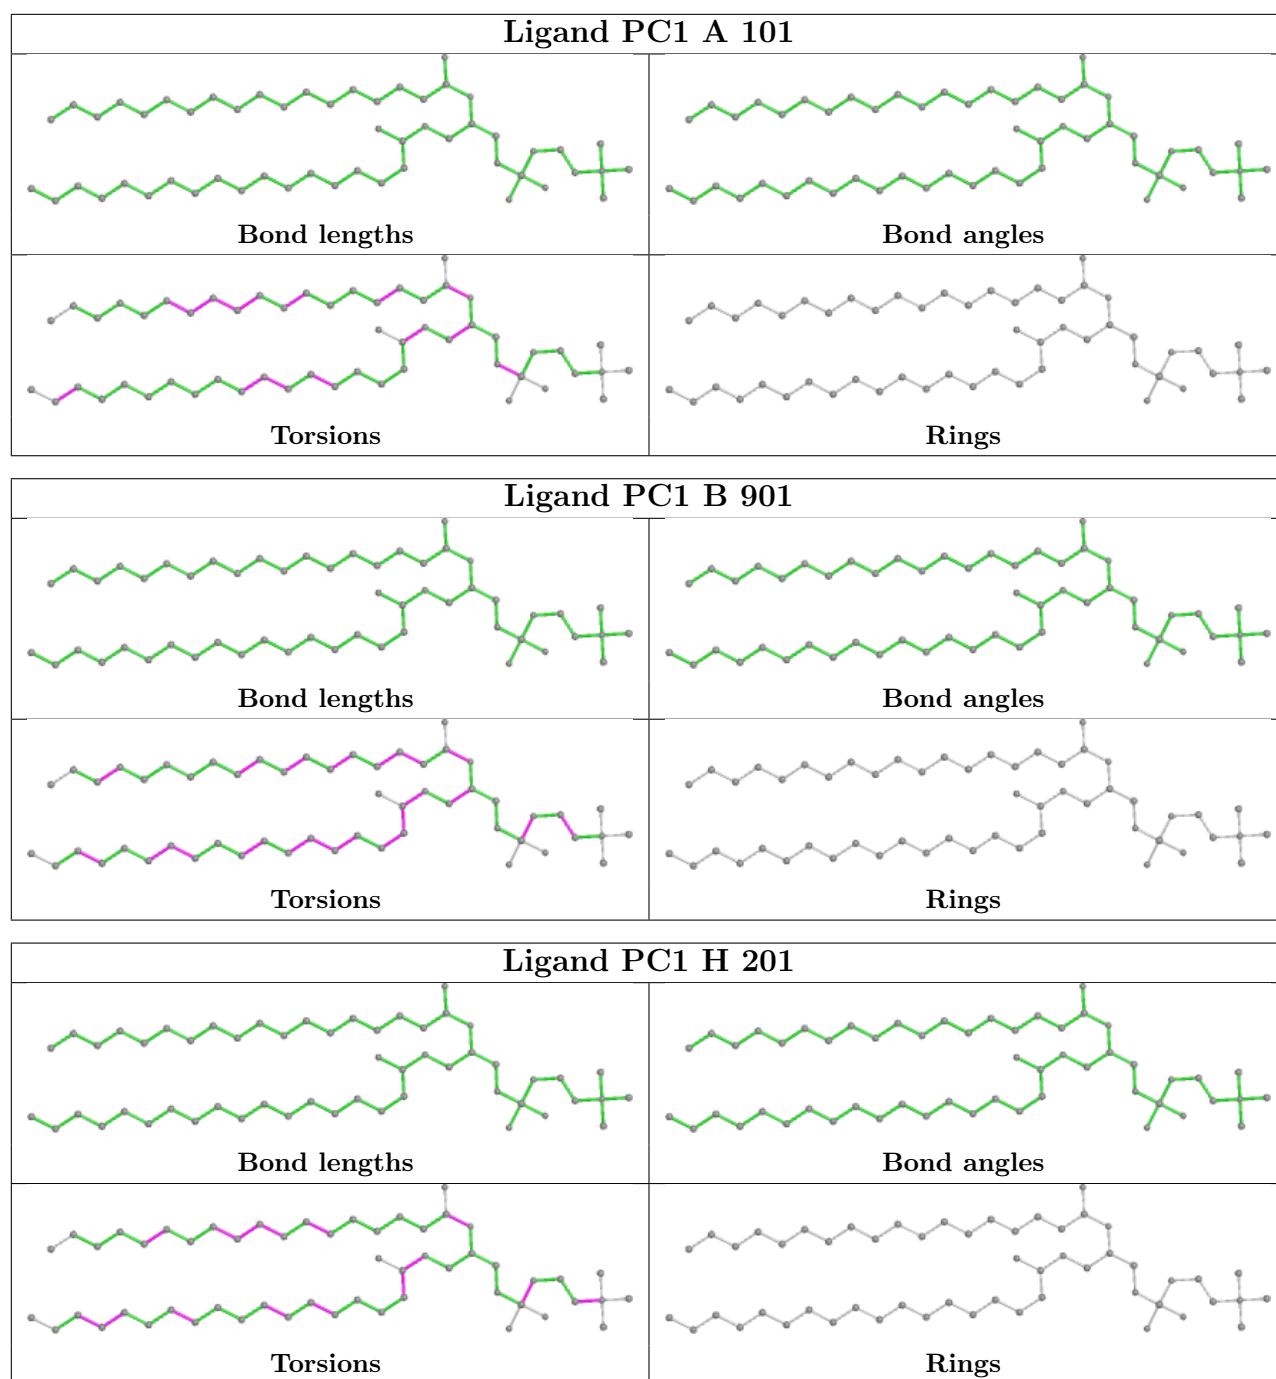 Ligand PC1 A 101
Bond lengths
Bond angles
Torsions
Rings
Ligand PC1 B 901
Bond lengths
Bond angles
Torsions
Rings
Ligand PC1 H 201
Bond lengths
Bond angles
Torsions
Rings